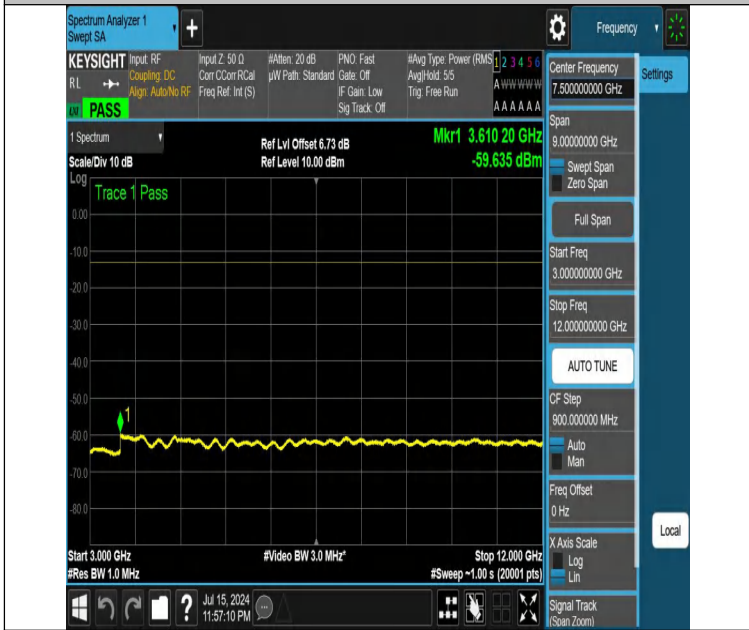 Spectrum Analyzer 1
Swept SA
+
Frequency
KEYSIGHT
RL
LXI
PASS
Input: RF
Coupling: DC
Align: Auto/No RF
Input Z: 50 Ω
Corr CCorr RCal
Freq Ref: Int (S)
#Atten: 20 dB
µW Path: Standard
PNO: Fast
Gate: Off
IF Gain: Low
Sig Track: Off
#Avg Type: Power (RMS
Avg|Hold: 5/5
Trig: Free Run
1 2 3 4 5 6
A W W W W W
A A A A A A
1 Spectrum
Scale/Div 10 dB
Ref Lvl Offset 6.73 dB
Ref Level 10.00 dBm
Mkr1 3.610 20 GHz
-59.635 dBm
Log
Trace 1 Pass
0.00
-10.0
-20.0
-30.0
-40.0
-50.0
-60.0
-70.0
-80.0
1
Start 3.000 GHz
#Res BW 1.0 MHz
#Video BW 3.0 MHz*
Stop 12.000 GHz
#Sweep ~1.00 s (20001 pts)
Center Frequency
7.500000000 GHz
Settings
Span
9.00000000 GHz
Swept Span
Zero Span
Full Span
Start Freq
3.000000000 GHz
Stop Freq
12.000000000 GHz
AUTO TUNE
CF Step
900.000000 MHz
Auto
Man
Freq Offset
0 Hz
X Axis Scale
Log
Lin
Signal Track
(Span Zoom)
Local
?
Jul 15, 2024
11:57:10 PM